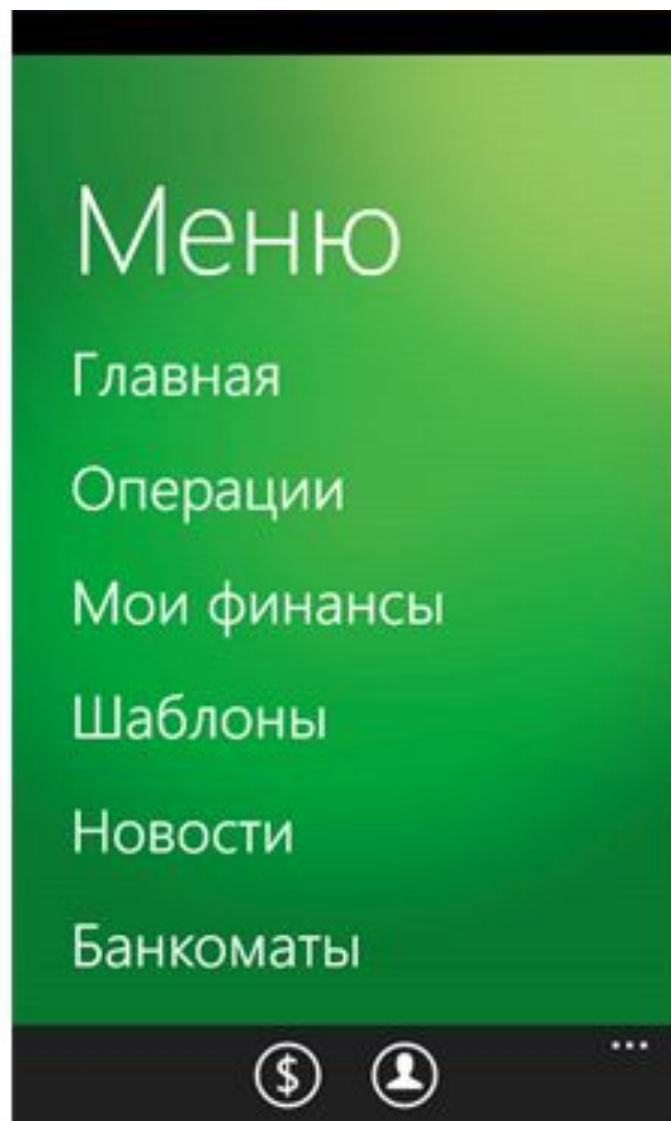 Меню
Главная
Операции
Мои финансы
Шаблоны
Новости
Банкоматы
$
...